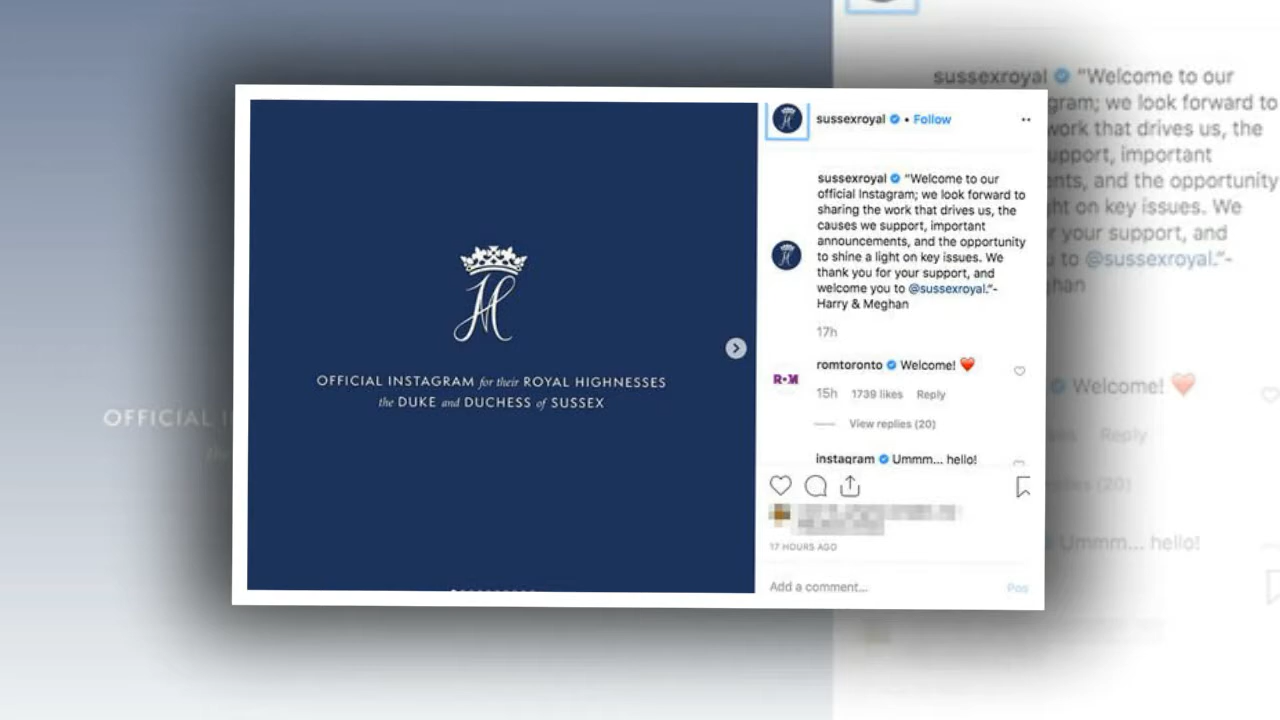 OFFICIAL INSTAGRAM for their ROYAL HIGHNESSES
the DUKE and DUCHESS of SUSSEX
sussexroyal • Follow
sussexroyal "Welcome to our
official Instagram; we look forward to
sharing the work that drives us, the
causes we support, important
announcements, and the opportunity
to shine a light on key issues. We
thank you for your support, and
welcome you to @sussexroyal."-
Harry & Meghan
17h
R•M
romtoronto Welcome! ❤️
15h 1739 likes Reply
View replies (20)
instagram Ummm... hello!
17 HOURS AGO
Add a comment...
Pos
sussexroyal "Welcome to our
gram; we look forward to
work that drives us, the
upport, important
nts, and the opportunity
ht on key issues. We
r your support, and
u to @sussexroyal."-
ghan
Welcome! ❤️
Reply
plies (20)
Ummm... hello!
OFFICIAL I